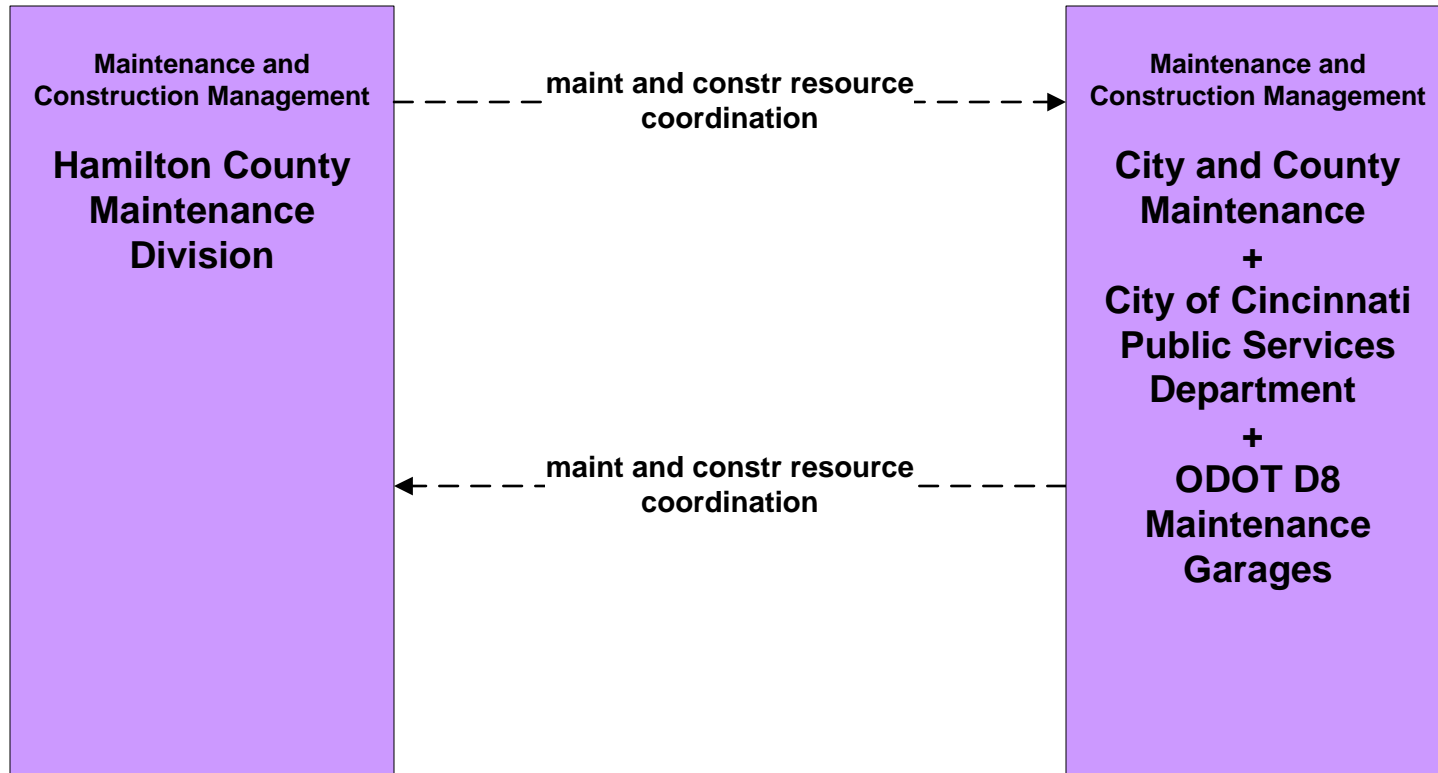 Maintenance and
Construction Management
Hamilton County
Maintenance
Division
maint and constr resource
coordination
maint and constr resource
coordination
Maintenance and
Construction Management
City and County
Maintenance
+
City of Cincinnati
Public Services
Department
+
ODOT D8
Maintenance
Garages